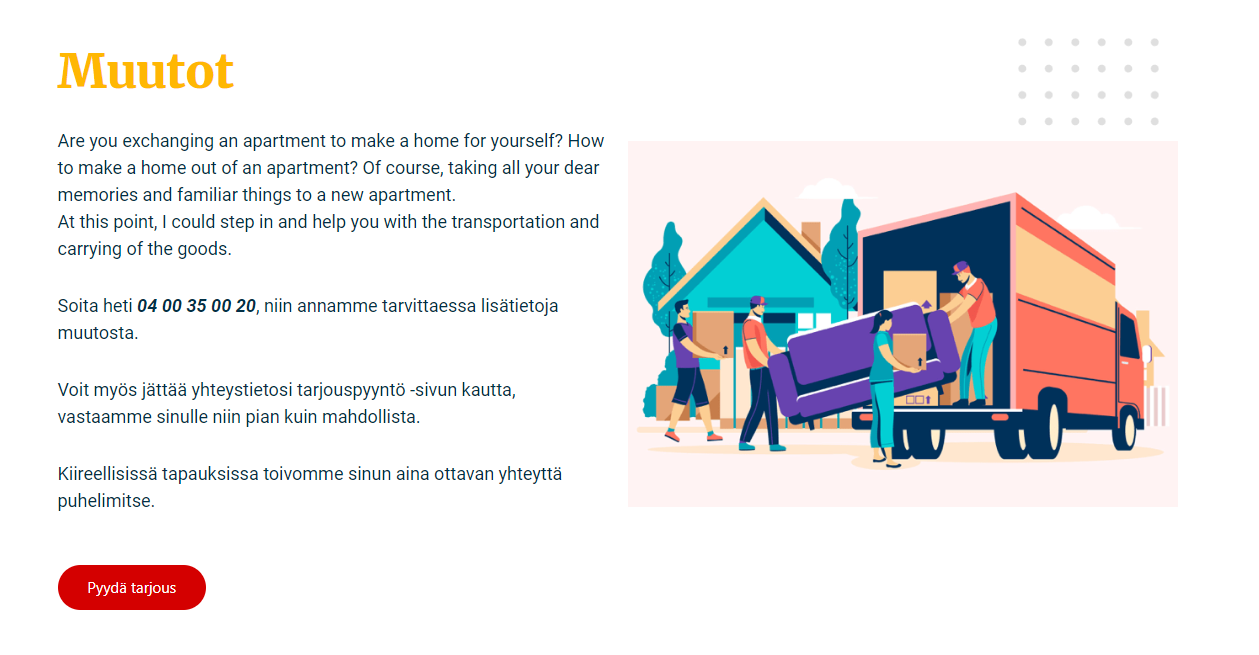 Muutot
Are you exchanging an apartment to make a home for yourself? How
to make a home out of an apartment? Of course, taking all your dear
memories and familiar things to a new apartment.
At this point, I could step in and help you with the transportation and
carrying of the goods.
Soita heti 04 00 35 00 20, niin annamme tarvittaessa lisätietoja
muutosta.
Voit myös jättää yhteystietosi tarjouspyyntö -sivun kautta,
vastaamme sinulle niin pian kuin mahdollista.
Kiireellisissä tapauksissa toivomme sinun aina ottavan yhteyttä
puhelimitse.
Pyydä tarjous